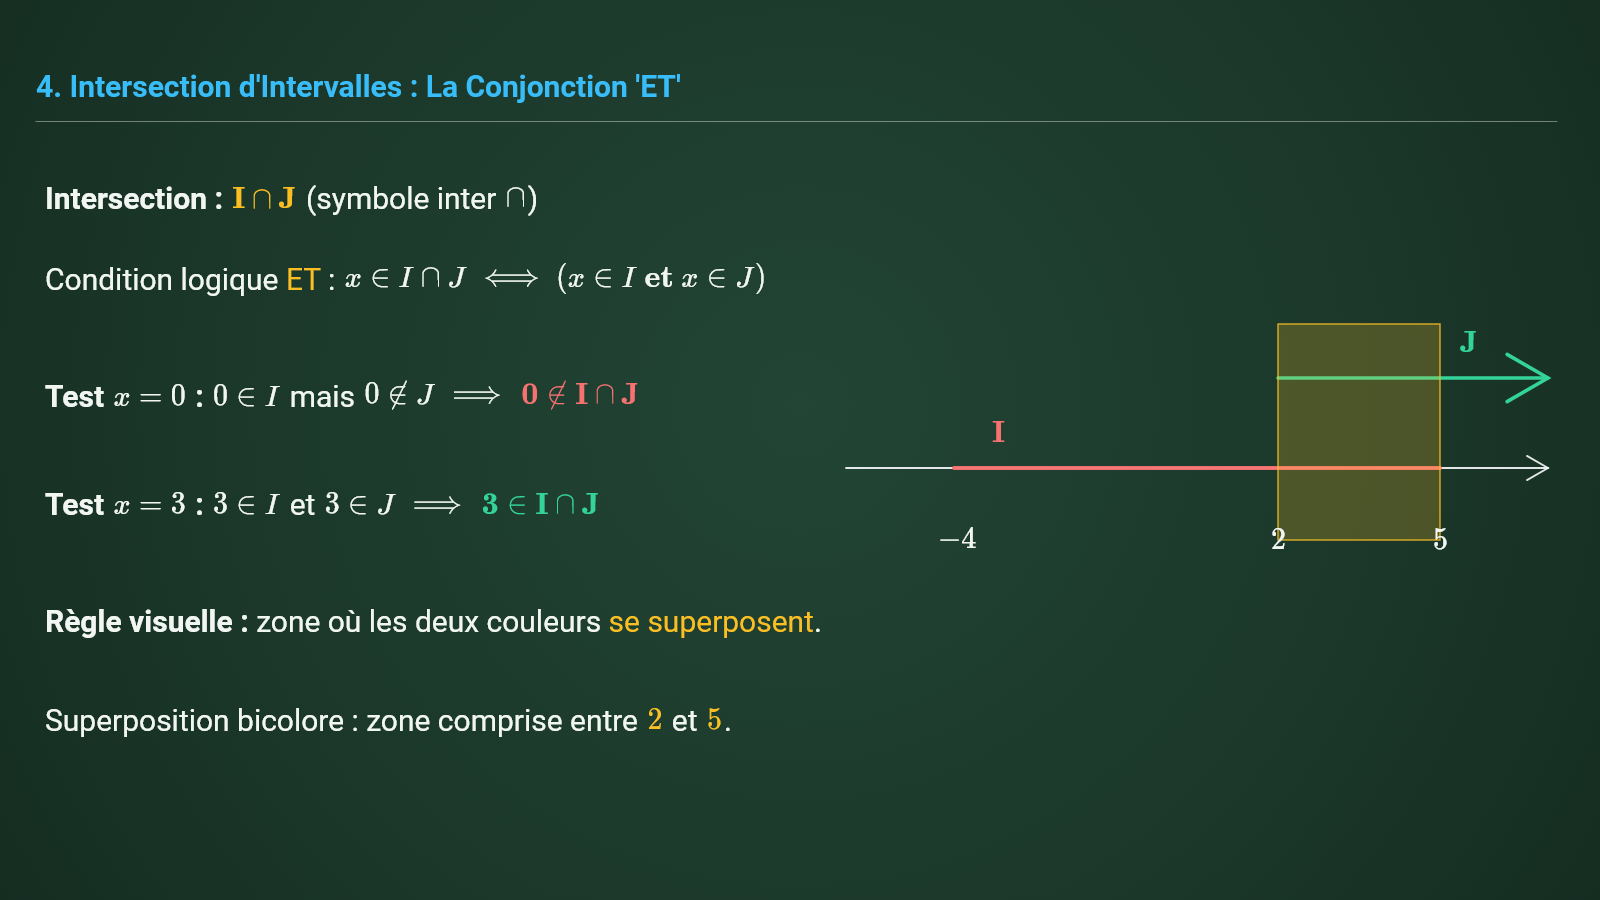 4. Intersection d'Intervalles : La Conjonction 'ET'
Intersection : I ∩ J (symbole inter ∩)
Condition logique ET : x ∈ I ∩ J ⟺ (x ∈ I et x ∈ J)
Test x = 0 : 0 ∈ I mais 0 ∉ J ⟹ 0 ∉ I ∩ J
Test x = 3 : 3 ∈ I et 3 ∈ J ⟹ 3 ∈ I ∩ J
Règle visuelle : zone où les deux couleurs se superposent.
Superposition bicolore : zone comprise entre 2 et 5.
J
I
−4 2 5